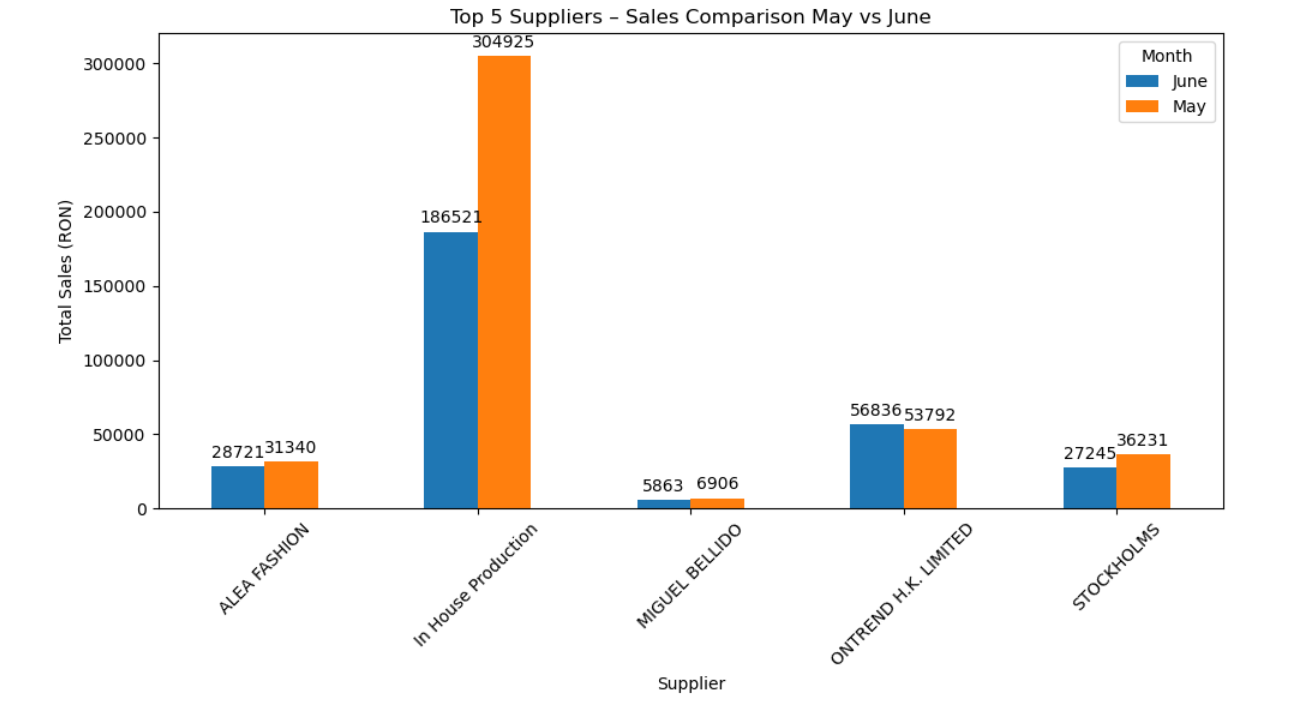 Top 5 Suppliers – Sales Comparison May vs June
Total Sales (RON)
300000
250000
200000
150000
100000
50000
0
Month
June
May
28721
31340
186521
304925
5863
6906
56836
53792
27245
36231
ALEA FASHION
In House Production
MIGUEL BELLIDO
ONTREND H.K. LIMITED
STOCKHOLMS
Supplier